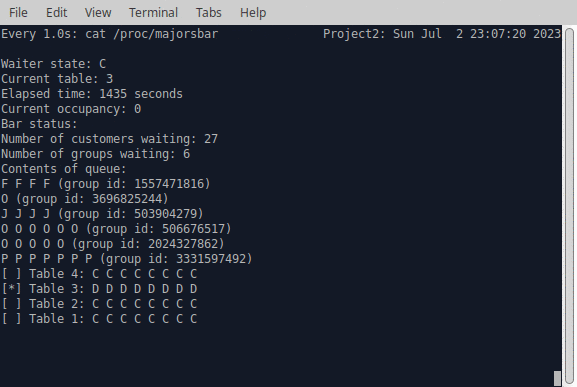 File Edit View Terminal Tabs Help
Every 1.0s: cat /proc/majorsbar Project2: Sun Jul 2 23:07:20 2023
Waiter state: C
Current table: 3
Elapsed time: 1435 seconds
Current occupancy: 0
Bar status:
Number of customers waiting: 27
Number of groups waiting: 6
Contents of queue:
F F F F (group id: 1557471816)
O (group id: 3696825244)
J J J J (group id: 503904279)
O O O O O O (group id: 506676517)
O O O O O (group id: 2024327862)
P P P P P P P (group id: 3331597492)
[ ] Table 4: C C C C C C C C
[*] Table 3: D D D D D D D D
[ ] Table 2: C C C C C C C C
[ ] Table 1: C C C C C C C C